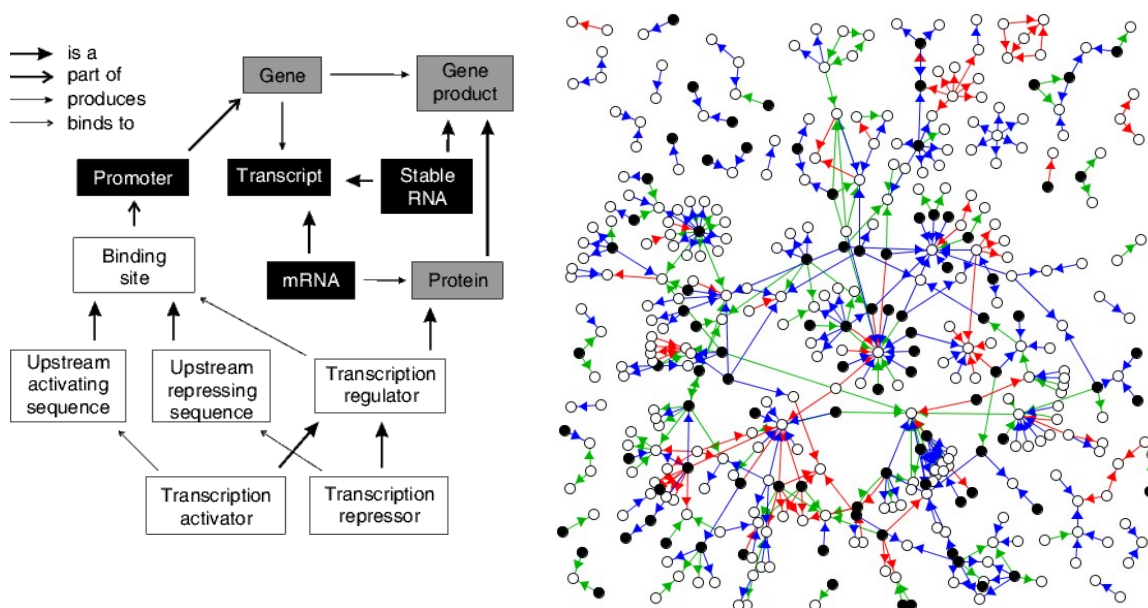 is a
part of
produces
binds to
Gene
Gene
product
Promoter
Transcript
Stable
RNA
Binding
site
mRNA
Protein
Upstream
activating
sequence
Upstream
repressing
sequence
Transcription
regulator
Transcription
activator
Transcription
repressor